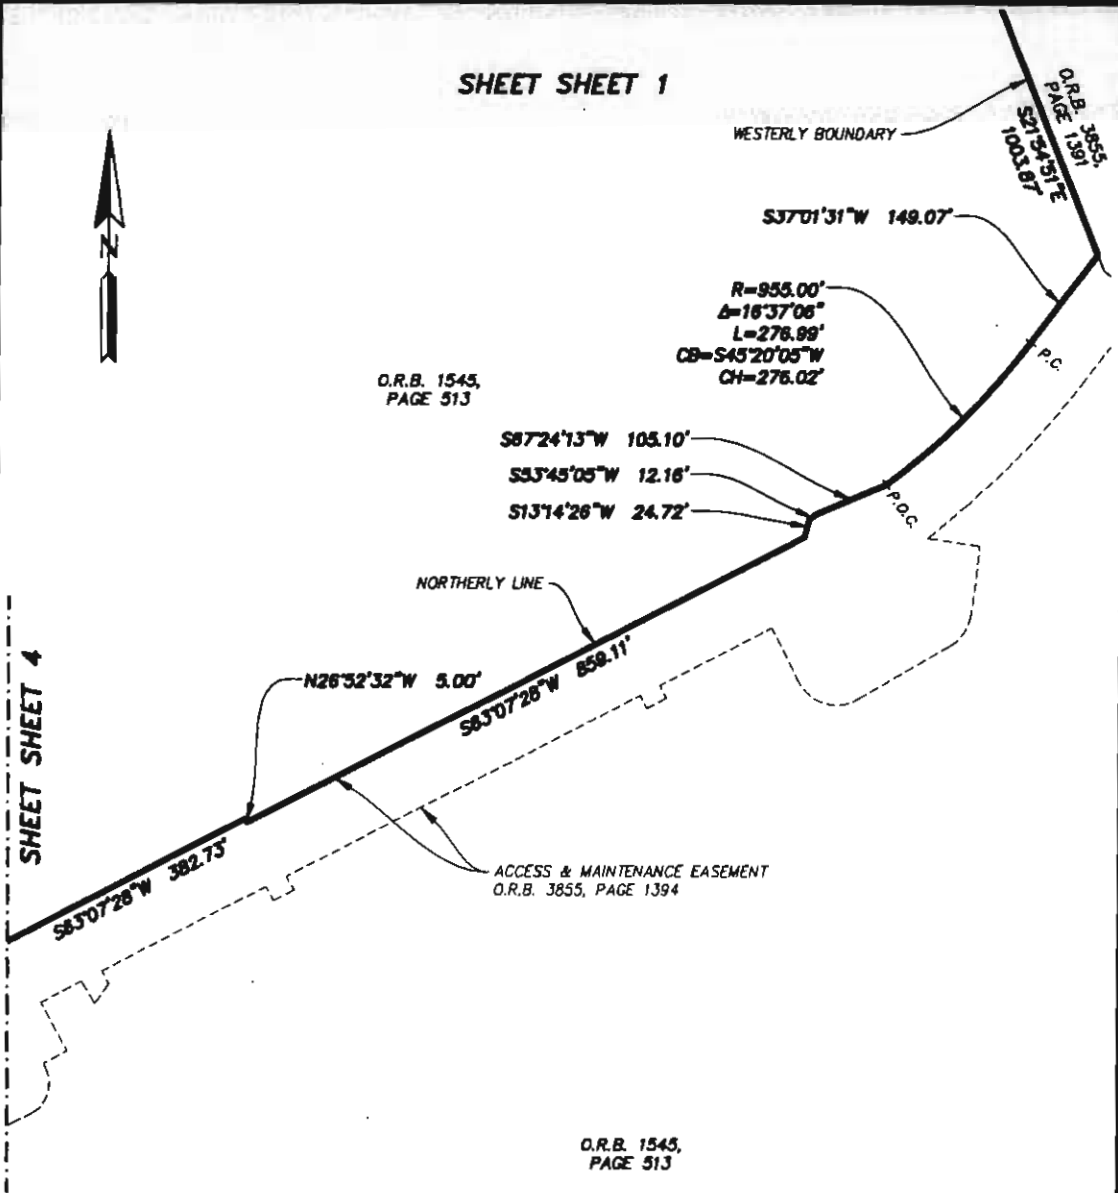 SHEET SHEET 1
O.R.B. 3855,
PAGE 1391
S21°54'51"E
1003.87'
WESTERLY BOUNDARY
S37°01'31"W 149.07'
N
R=955.00'
Δ=16°37'06"
L=276.99'
CB=S45°20'05"W
CH=276.02'
P.C.
O.R.B. 1545,
PAGE 513
S67°24'13"W 105.10'
S53°45'05"W 12.16'
S13°14'26"W 24.72'
P.O.C.
NORTHERLY LINE
S63°07'28"W 859.11'
N26°52'32"W 5.00'
SHEET SHEET 4
S63°07'28"W 382.73'
ACCESS & MAINTENANCE EASEMENT
O.R.B. 3855, PAGE 1394
O.R.B. 1545,
PAGE 513